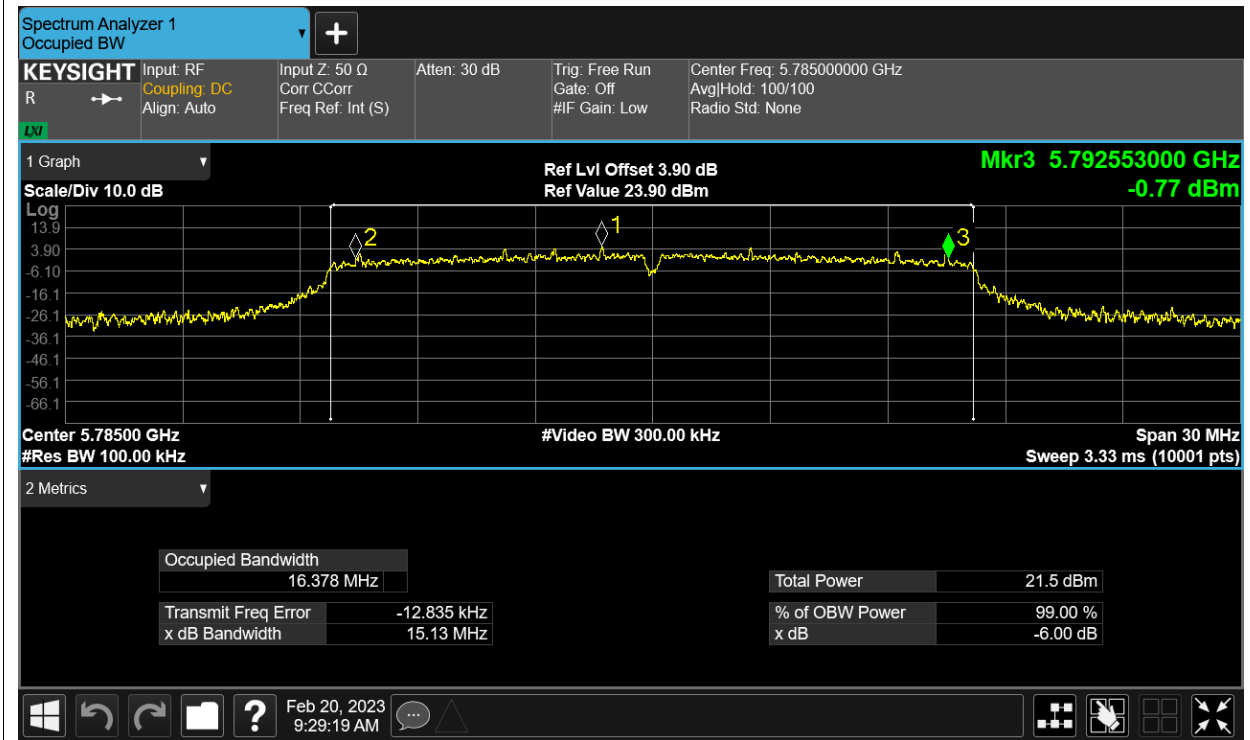 Spectrum Analyzer 1
Occupied BW
KEYSIGHT
R
LXI
Input: RF
Coupling: DC
Align: Auto
Input Z: 50 Ω
Corr CCorr
Freq Ref: Int (S)
Atten: 30 dB
Trig: Free Run
Gate: Off
#IF Gain: Low
Center Freq: 5.785000000 GHz
Avg|Hold: 100/100
Radio Std: None
1 Graph
Scale/Div 10.0 dB
Ref Lvl Offset 3.90 dB
Ref Value 23.90 dBm
Mkr3 5.792553000 GHz
-0.77 dBm
Log
13.9
3.90
-6.10
-16.1
-26.1
-36.1
-46.1
-56.1
-66.1
2
1
3
Center 5.78500 GHz
#Res BW 100.00 kHz
#Video BW 300.00 kHz
Span 30 MHz
Sweep 3.33 ms (10001 pts)
2 Metrics
Occupied Bandwidth
16.378 MHz
Transmit Freq Error -12.835 kHz
x dB Bandwidth 15.13 MHz
Total Power 21.5 dBm
% of OBW Power 99.00 %
x dB -6.00 dB
?
Feb 20, 2023
9:29:19 AM